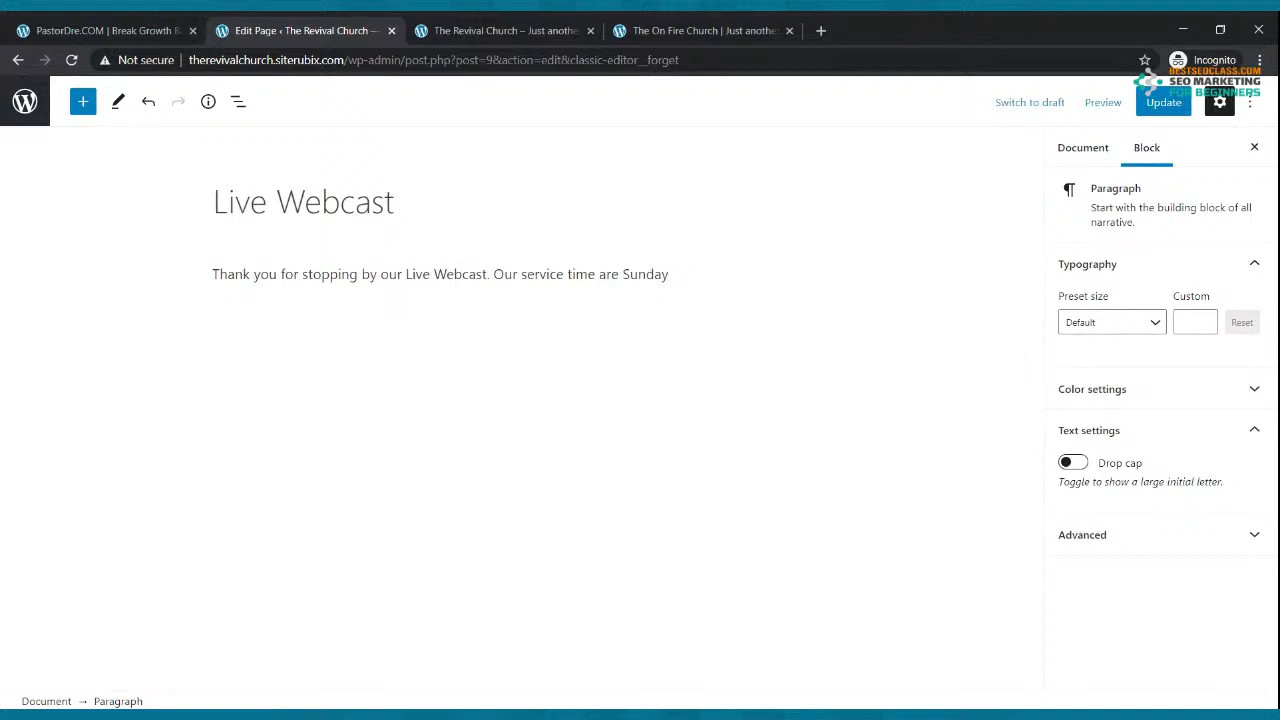 PastorDre.COM | Break Growth B
Edit Page ‹ The Revival Church —
The Revival Church – Just anothe
The On Fire Church | Just anothe
Not secure
therevivalchurch.siterubix.com/wp-admin/post.php?post=9&action=edit&classic-editor__forget
Incognito
BESTSEOCLASS.COM
SEO MARKETING
FOR BEGINNERS
Switch to draft
Preview
Update
Document
Block
Live Webcast
Paragraph
Start with the building block of all
narrative.
Thank you for stopping by our Live Webcast. Our service time are Sunday
Typography
Preset size
Custom
Default
Reset
Color settings
Text settings
Drop cap
Toggle to show a large initial letter.
Advanced
Document → Paragraph